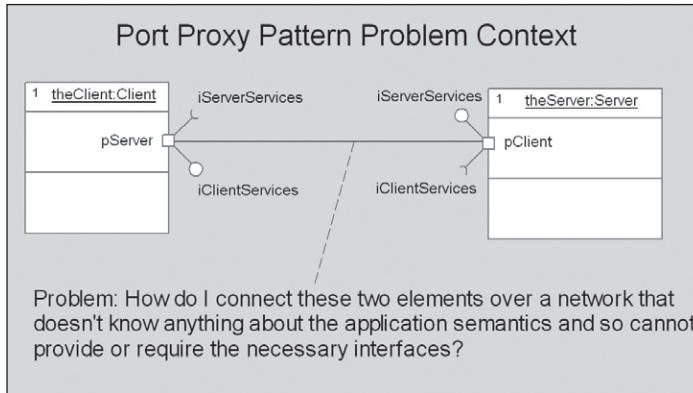 Port Proxy Pattern Problem Context
1 theClient:Client
iServerServices
pServer
iClientServices
iServerServices
1 theServer:Server
pClient
iClientServices
Problem: How do I connect these two elements over a network that
doesn't know anything about the application semantics and so cannot
provide or require the necessary interfaces?